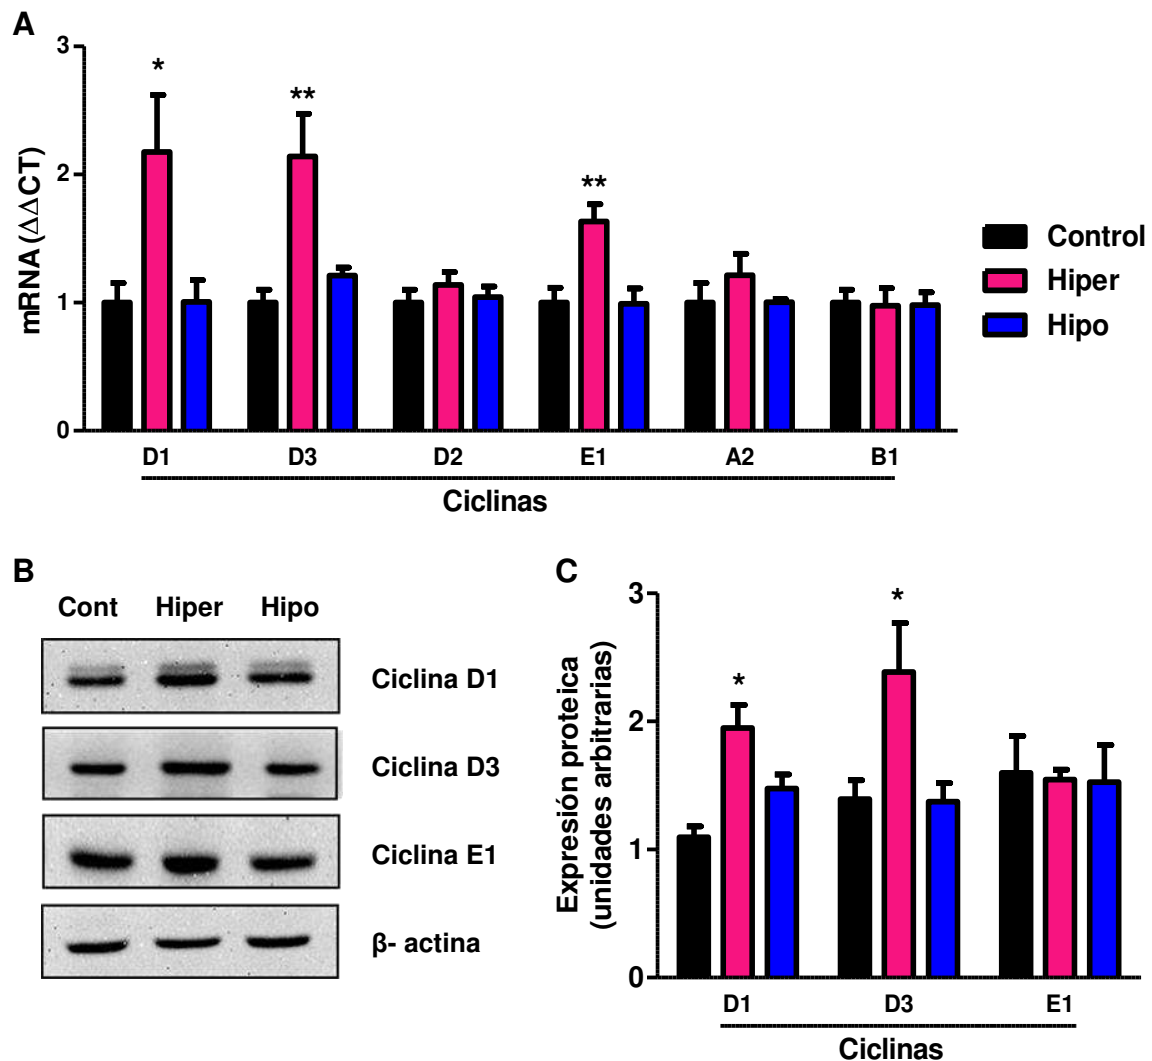 A
3
2
1
0
mRNA (ΔΔCT)
*
**
**
D1 D3 D2 E1 A2 B1
Ciclinas
Control
Hiper
Hipo
B
Cont Hiper Hipo
Ciclina D1
Ciclina D3
Ciclina E1
β- actina
C
3
2
1
0
Expresión proteica
(unidades arbitrarias)
*
*
D1 D3 E1
Ciclinas